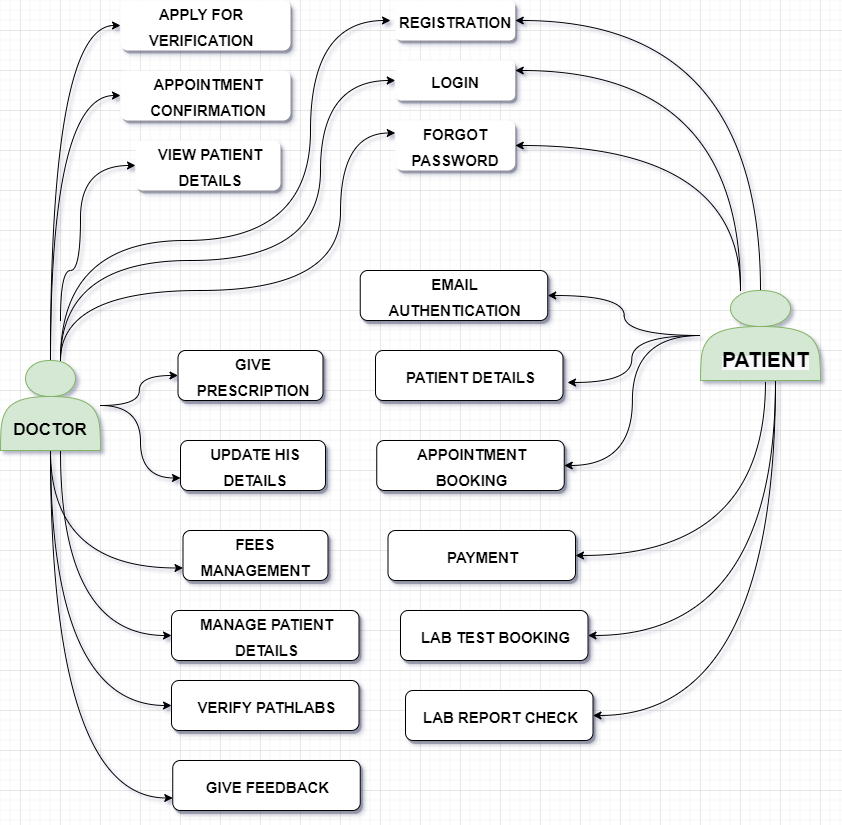 APPLY FOR
VERIFICATION
APPOINTMENT
CONFIRMATION
VIEW PATIENT
DETAILS
REGISTRATION
LOGIN
FORGOT
PASSWORD
EMAIL
AUTHENTICATION
PATIENT
GIVE
PRESCRIPTION
PATIENT DETAILS
DOCTOR
UPDATE HIS
DETAILS
APPOINTMENT
BOOKING
FEES
MANAGEMENT
PAYMENT
MANAGE PATIENT
DETAILS
LAB TEST BOOKING
VERIFY PATHLABS
LAB REPORT CHECK
GIVE FEEDBACK